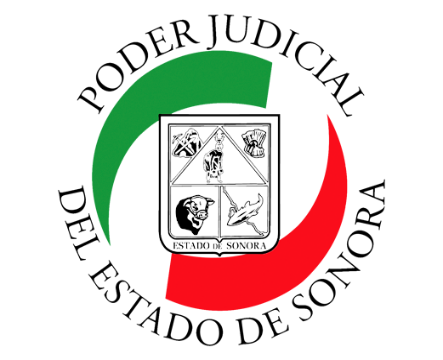 PODER JUDICIAL
ESTADO DE SONORA
DEL ESTADO DE SONORA